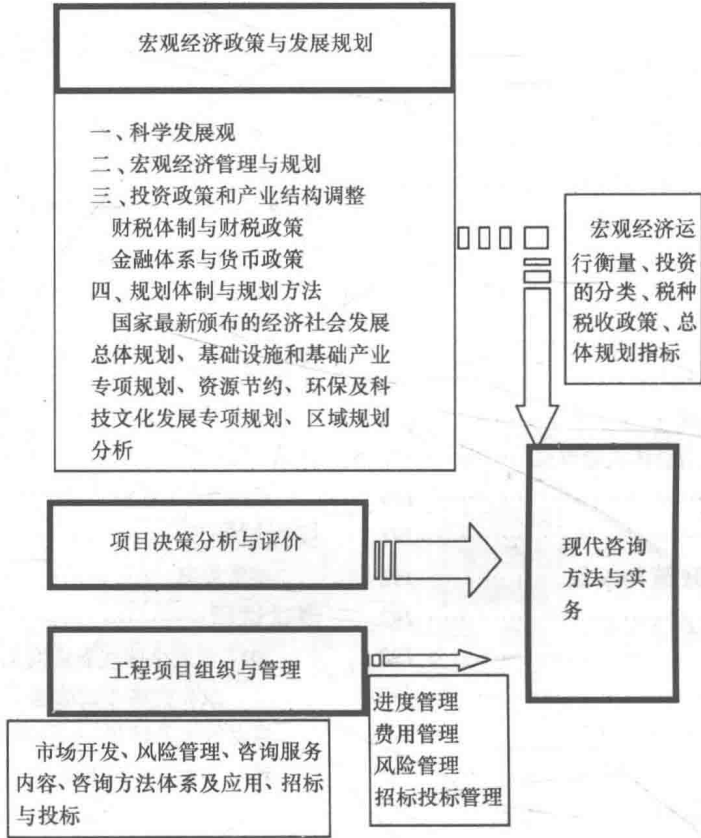 宏观经济政策与发展规划
一、科学发展观
二、宏观经济管理与规划
三、投资政策和产业结构调整
财税体制与财税政策
金融体系与货币政策
四、规划体制与规划方法
国家最新颁布的经济社会发展
总体规划、基础设施和基础产业
专项规划、资源节约、环保及科
技文化发展专项规划、区域规划
分析
宏观经济运
行衡量、投资
的分类、税种
税收政策、总
体规划指标
项目决策分析与评价
现代咨询
方法与实
务
工程项目组织与管理
进度管理
费用管理
风险管理
招标投标管理
市场开发、风险管理、咨询服务
内容、咨询方法体系及应用、招标
与投标